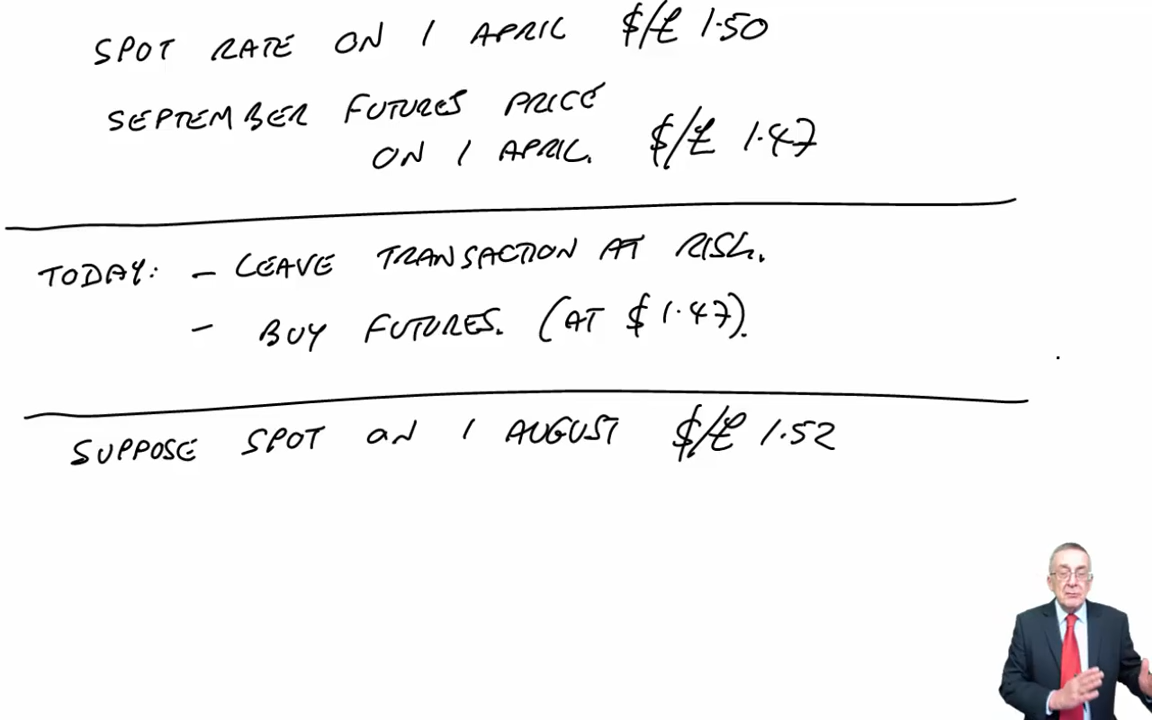 SPOT RATE ON 1 APRIL $/£ 1.50
SEPTEMBER FUTURES PRICE
ON 1 APRIL. $/£ 1.47
TODAY: - LEAVE TRANSACTION AT RISK.
- BUY FUTURES. (AT $ 1.47).
SUPPOSE SPOT ON 1 AUGUST $/£ 1.52